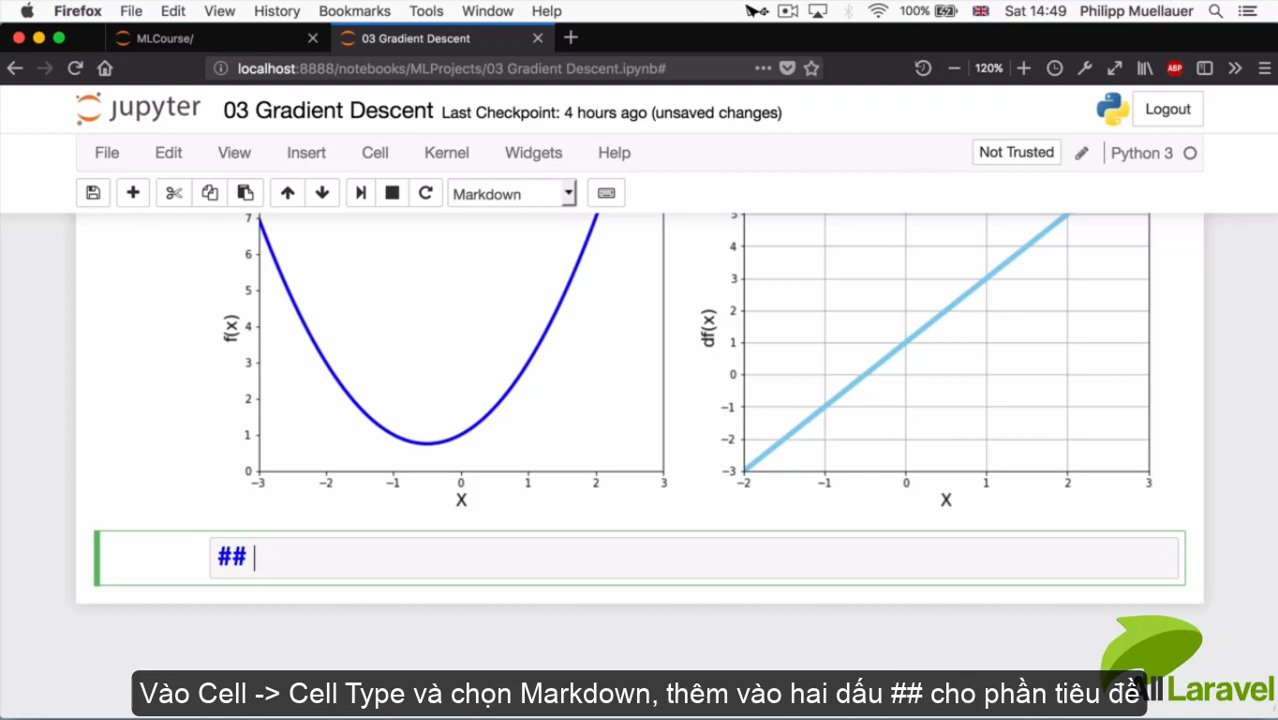 Firefox File Edit View History Bookmarks Tools Window Help 100% Sat 14:49 Philipp Muellauer
MLCourse/ 03 Gradient Descent
localhost:8888/notebooks/MLProjects/03 Gradient Descent.ipynb# 120% ABP
jupyter 03 Gradient Descent Last Checkpoint: 4 hours ago (unsaved changes) Logout
File Edit View Insert Cell Kernel Widgets Help Not Trusted Python 3
Markdown
7
6
5
4
3
2
1
0
f(x)
−3 −2 −1 0 1 2 3
X
5
4
3
2
1
0
−1
−2
−3
df(x)
−2 −1 0 1 2 3
X
##
Vào Cell -> Cell Type và chọn Markdown, thêm vào hai dấu ## cho phần tiêu đề
All Laravel